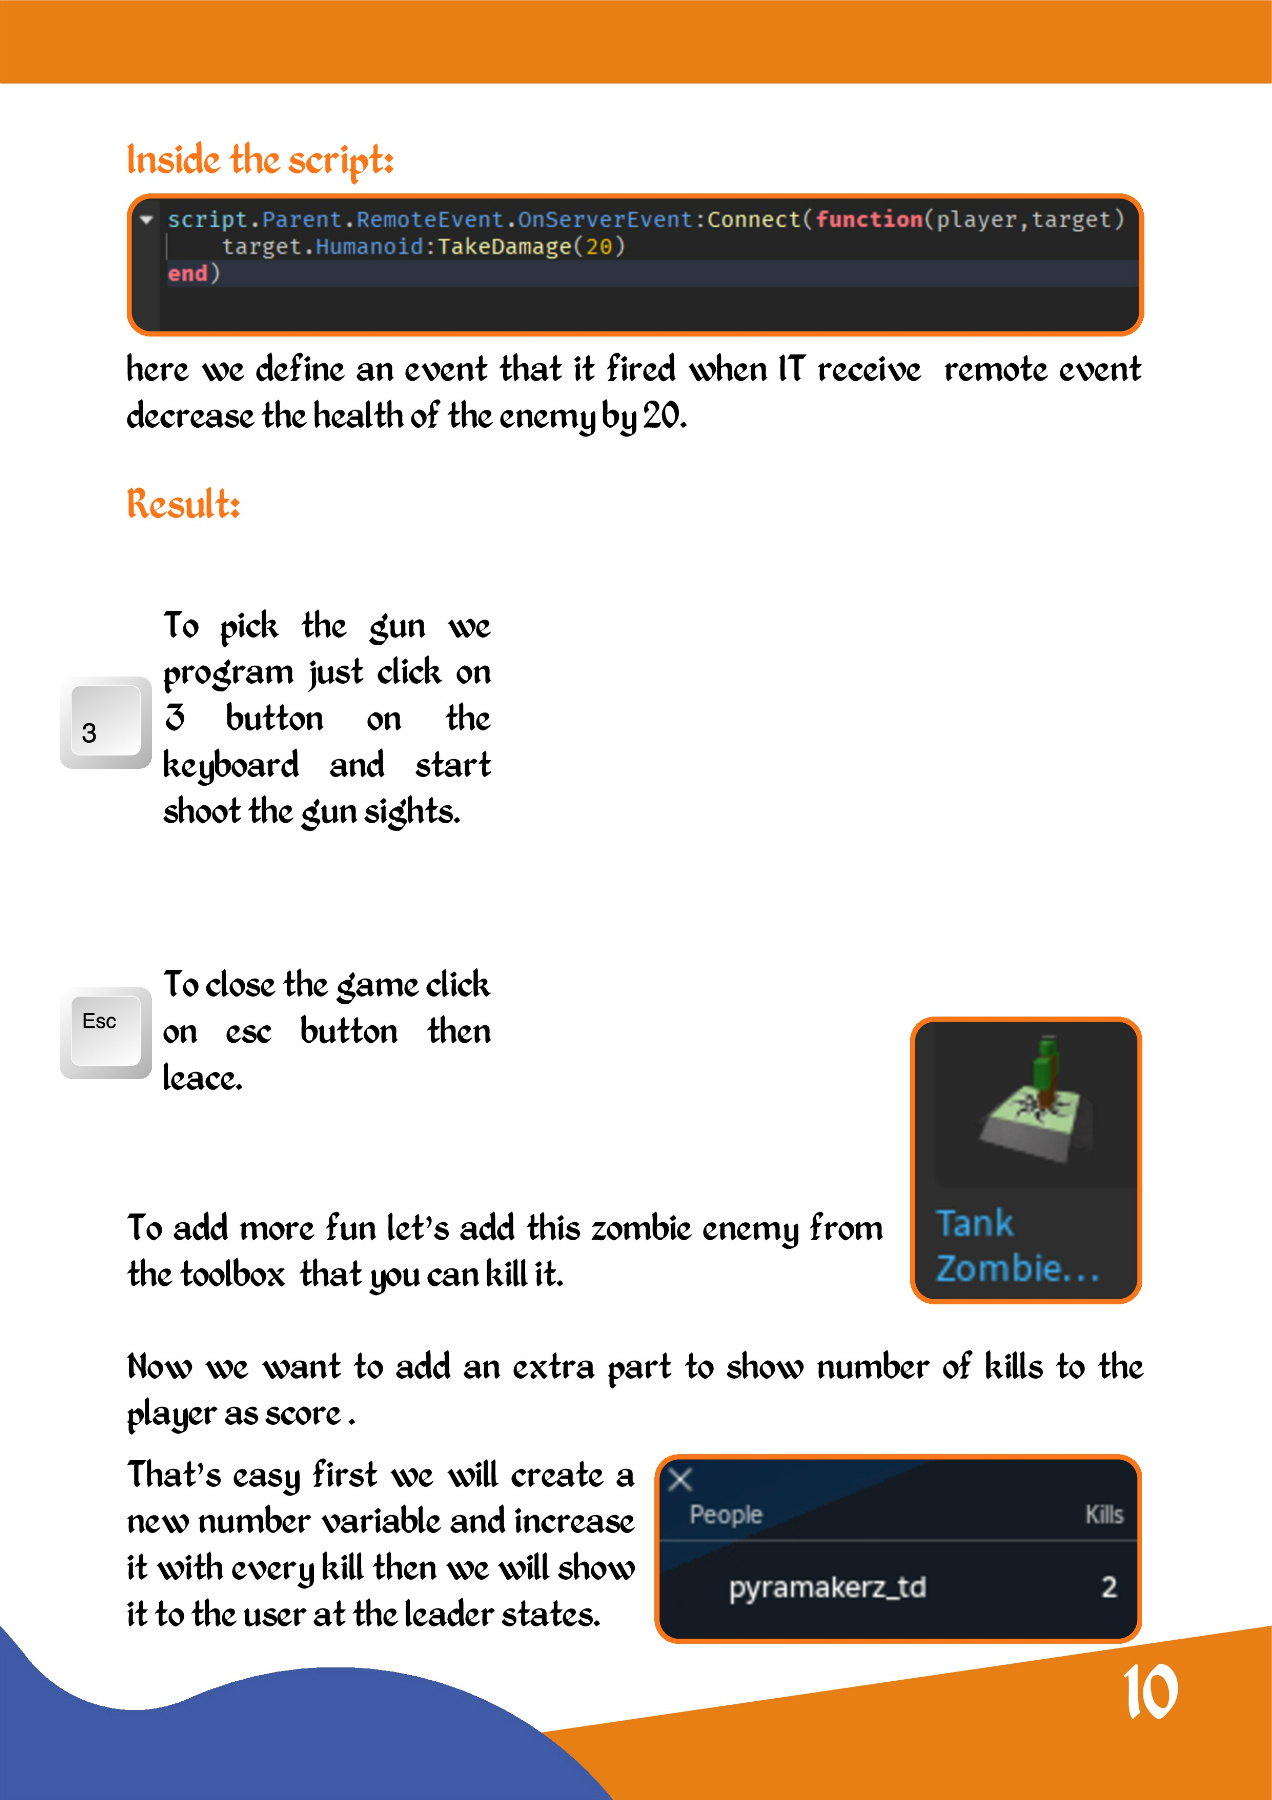 Inside the script:
script.Parent.RemoteEvent.OnServerEvent:Connect(function(player,target)
target.Humanoid:TakeDamage(20)
end)
here we define an event that it fired when IT receive remote event
decrease the health of the enemy by 20.
Result:
To pick the gun we
program just click on
3 button on the
keyboard and start
shoot the gun sights.
3
To close the game click
on esc button then
leace.
Esc
Tank
Zombie...
To add more fun let's add this zombie enemy from
the toolbox that you can kill it.
Now we want to add an extra part to show number of kills to the
player as score .
That's easy first we will create a
new number variable and increase
it with every kill then we will show
it to the user at the leader states.
People Kills
pyramakerz_td 2
10